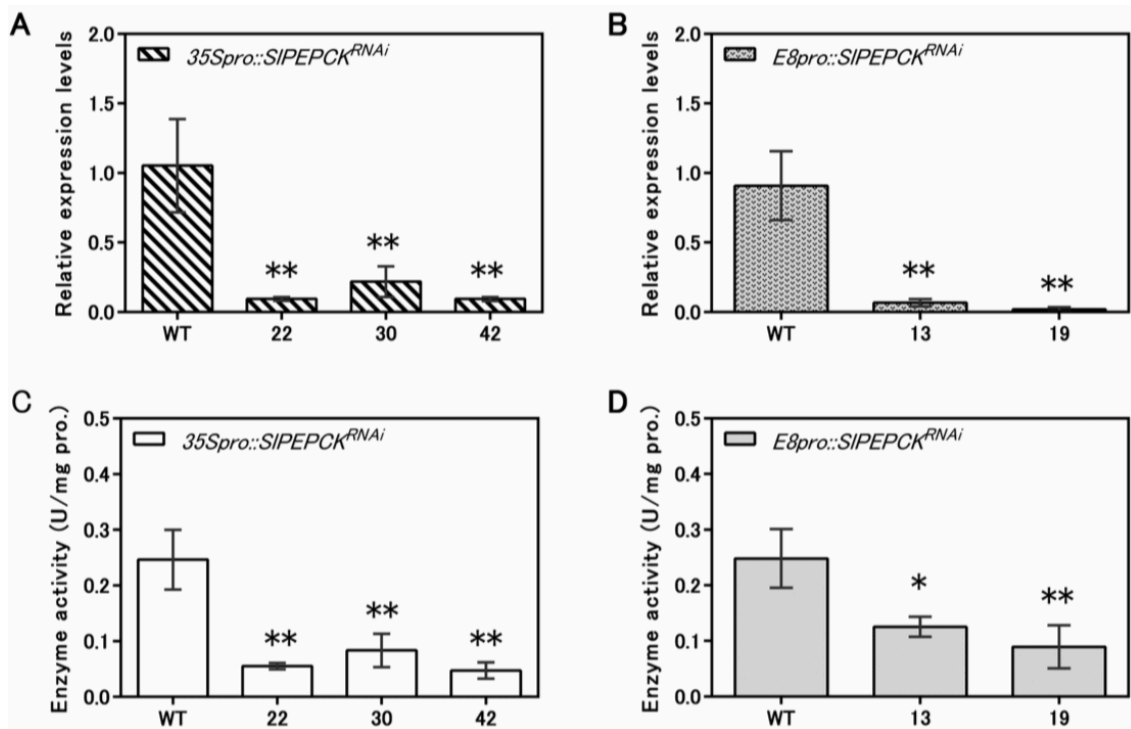 A
Relative expression levels
2.0
1.5
1.0
0.5
0.0
35Spro::SlPEPCK^RNAi
**
**
**
WT 22 30 42
B
Relative expression levels
2.0
1.5
1.0
0.5
0.0
E8pro::SlPEPCK^RNAi
**
**
WT 13 19
C
Enzyme activity (U/mg pro.)
0.5
0.4
0.3
0.2
0.1
0.0
35Spro::SlPEPCK^RNAi
**
**
**
WT 22 30 42
D
Enzyme activity (U/mg pro.)
0.5
0.4
0.3
0.2
0.1
0.0
E8pro::SlPEPCK^RNAi
*
**
WT 13 19